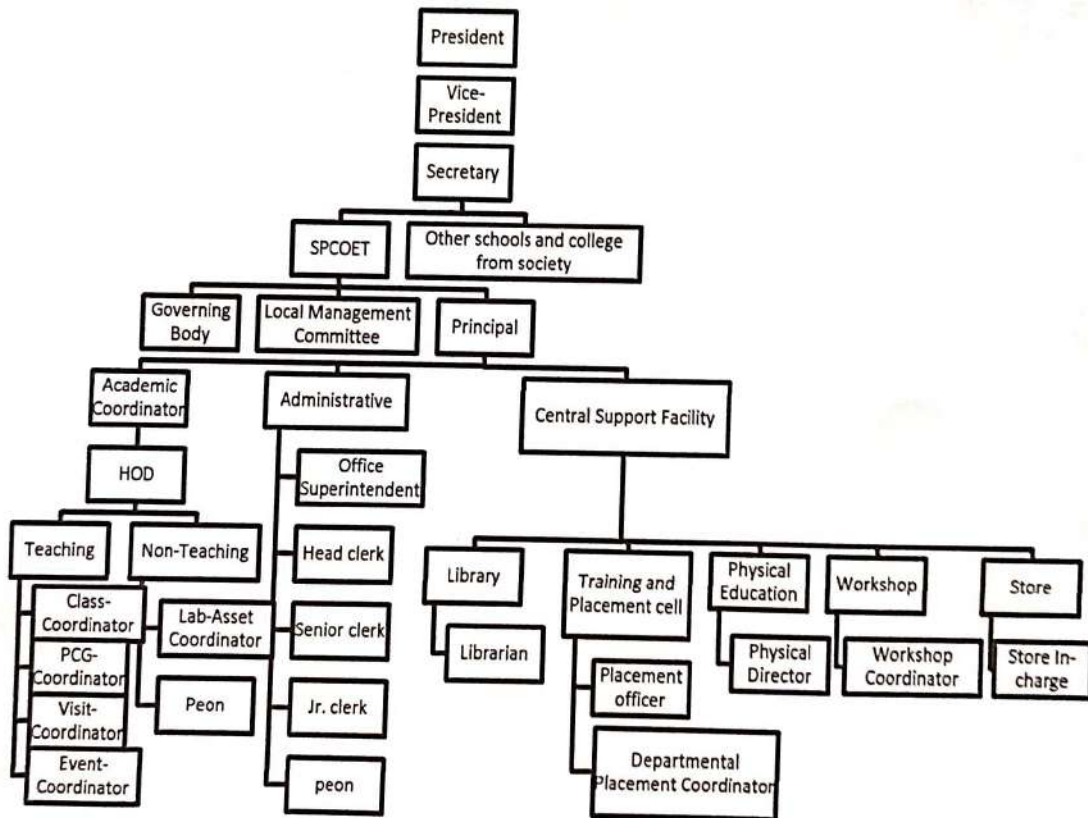 President
Vice-
President
Secretary
SPCOET
Other schools and college
from society
Governing
Body
Local Management
Committee
Principal
Academic
Coordinator
Administrative
Central Support Facility
HOD
Office
Superintendent
Teaching
Non-Teaching
Head clerk
Library
Training and
Placement cell
Physical
Education
Workshop
Store
Class-
Coordinator
Lab-Asset
Coordinator
Senior clerk
Librarian
Physical
Director
Workshop
Coordinator
Store In-
charge
PCG-
Coordinator
Placement
officer
Visit-
Coordinator
Peon
Jr. clerk
Event-
Coordinator
peon
Departmental
Placement Coordinator